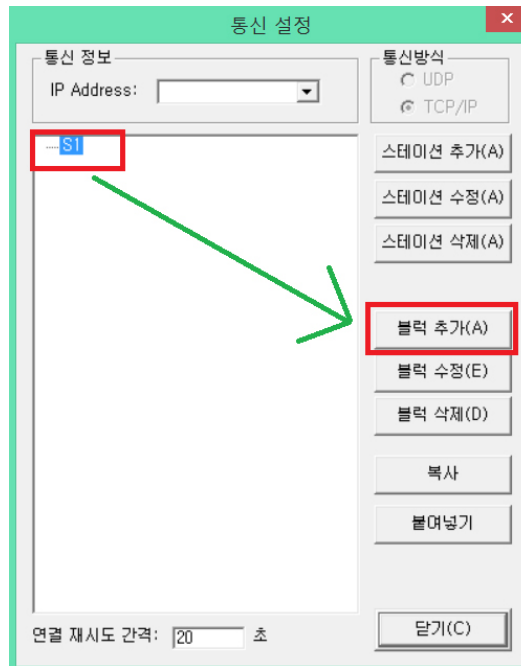 통신 설정
통신 정보
IP Address:
통신방식
UDP
TCP/IP
S1
스테이션 추가(A)
스테이션 수정(A)
스테이션 삭제(A)
블럭 추가(A)
블럭 수정(E)
블럭 삭제(D)
복사
붙여넣기
연결 재시도 간격: 20 초
닫기(C)